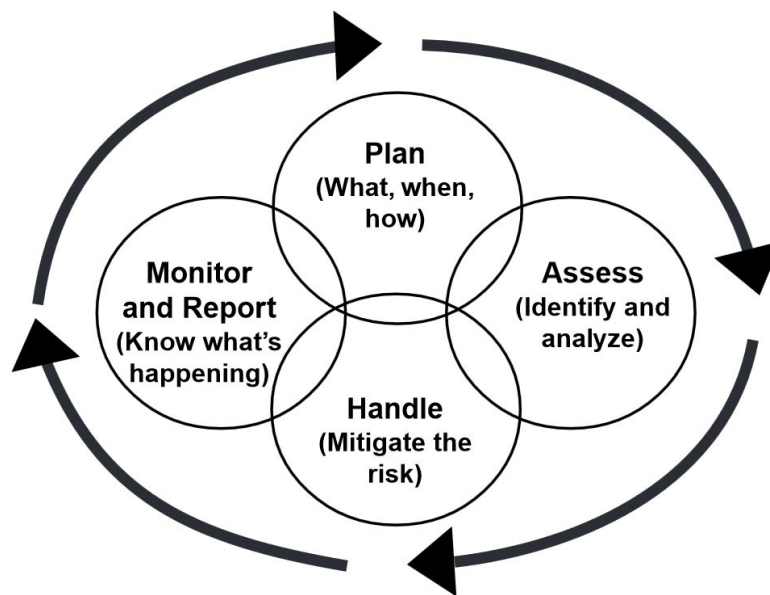 Plan
(What, when,
how)
Monitor
and Report
(Know what’s
happening)
Assess
(Identify and
analyze)
Handle
(Mitigate the
risk)